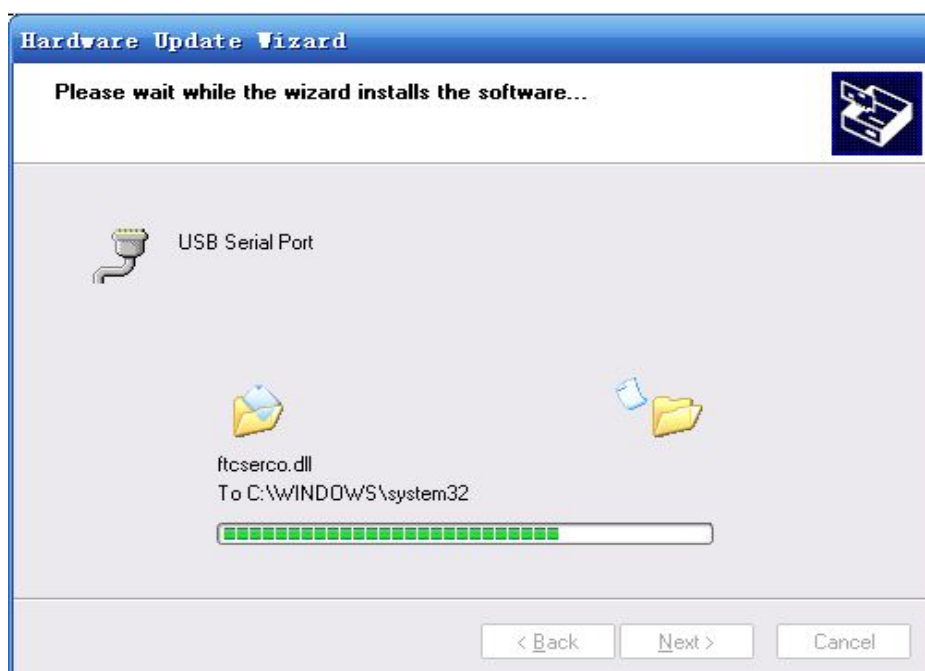 Hardware Update Wizard
Please wait while the wizard installs the software...
USB Serial Port
ftcserco.dll
To C:\WINDOWS\system32
< Back
Next >
Cancel